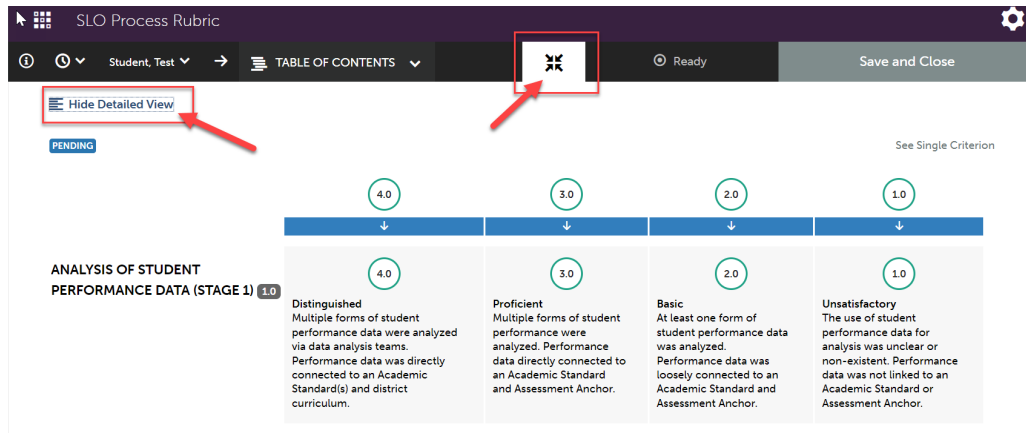 SLO Process Rubric
Student, Test
TABLE OF CONTENTS
Ready
Save and Close
Hide Detailed View
PENDING
See Single Criterion
4.0 3.0 2.0 1.0
ANALYSIS OF STUDENT
PERFORMANCE DATA (STAGE 1) 1.0
4.0
Distinguished
Multiple forms of student
performance data were analyzed
via data analysis teams.
Performance data was directly
connected to an Academic
Standard(s) and district
curriculum.
3.0
Proficient
Multiple forms of student
performance were
analyzed. Performance
data directly connected to
an Academic Standard
and Assessment Anchor.
2.0
Basic
At least one form of
student performance data
was analyzed.
Performance data was
loosely connected to an
Academic Standard and
Assessment Anchor.
1.0
Unsatisfactory
The use of student
performance data for
analysis was unclear or
non-existent. Performance
data was not linked to an
Academic Standard or
Assessment Anchor.